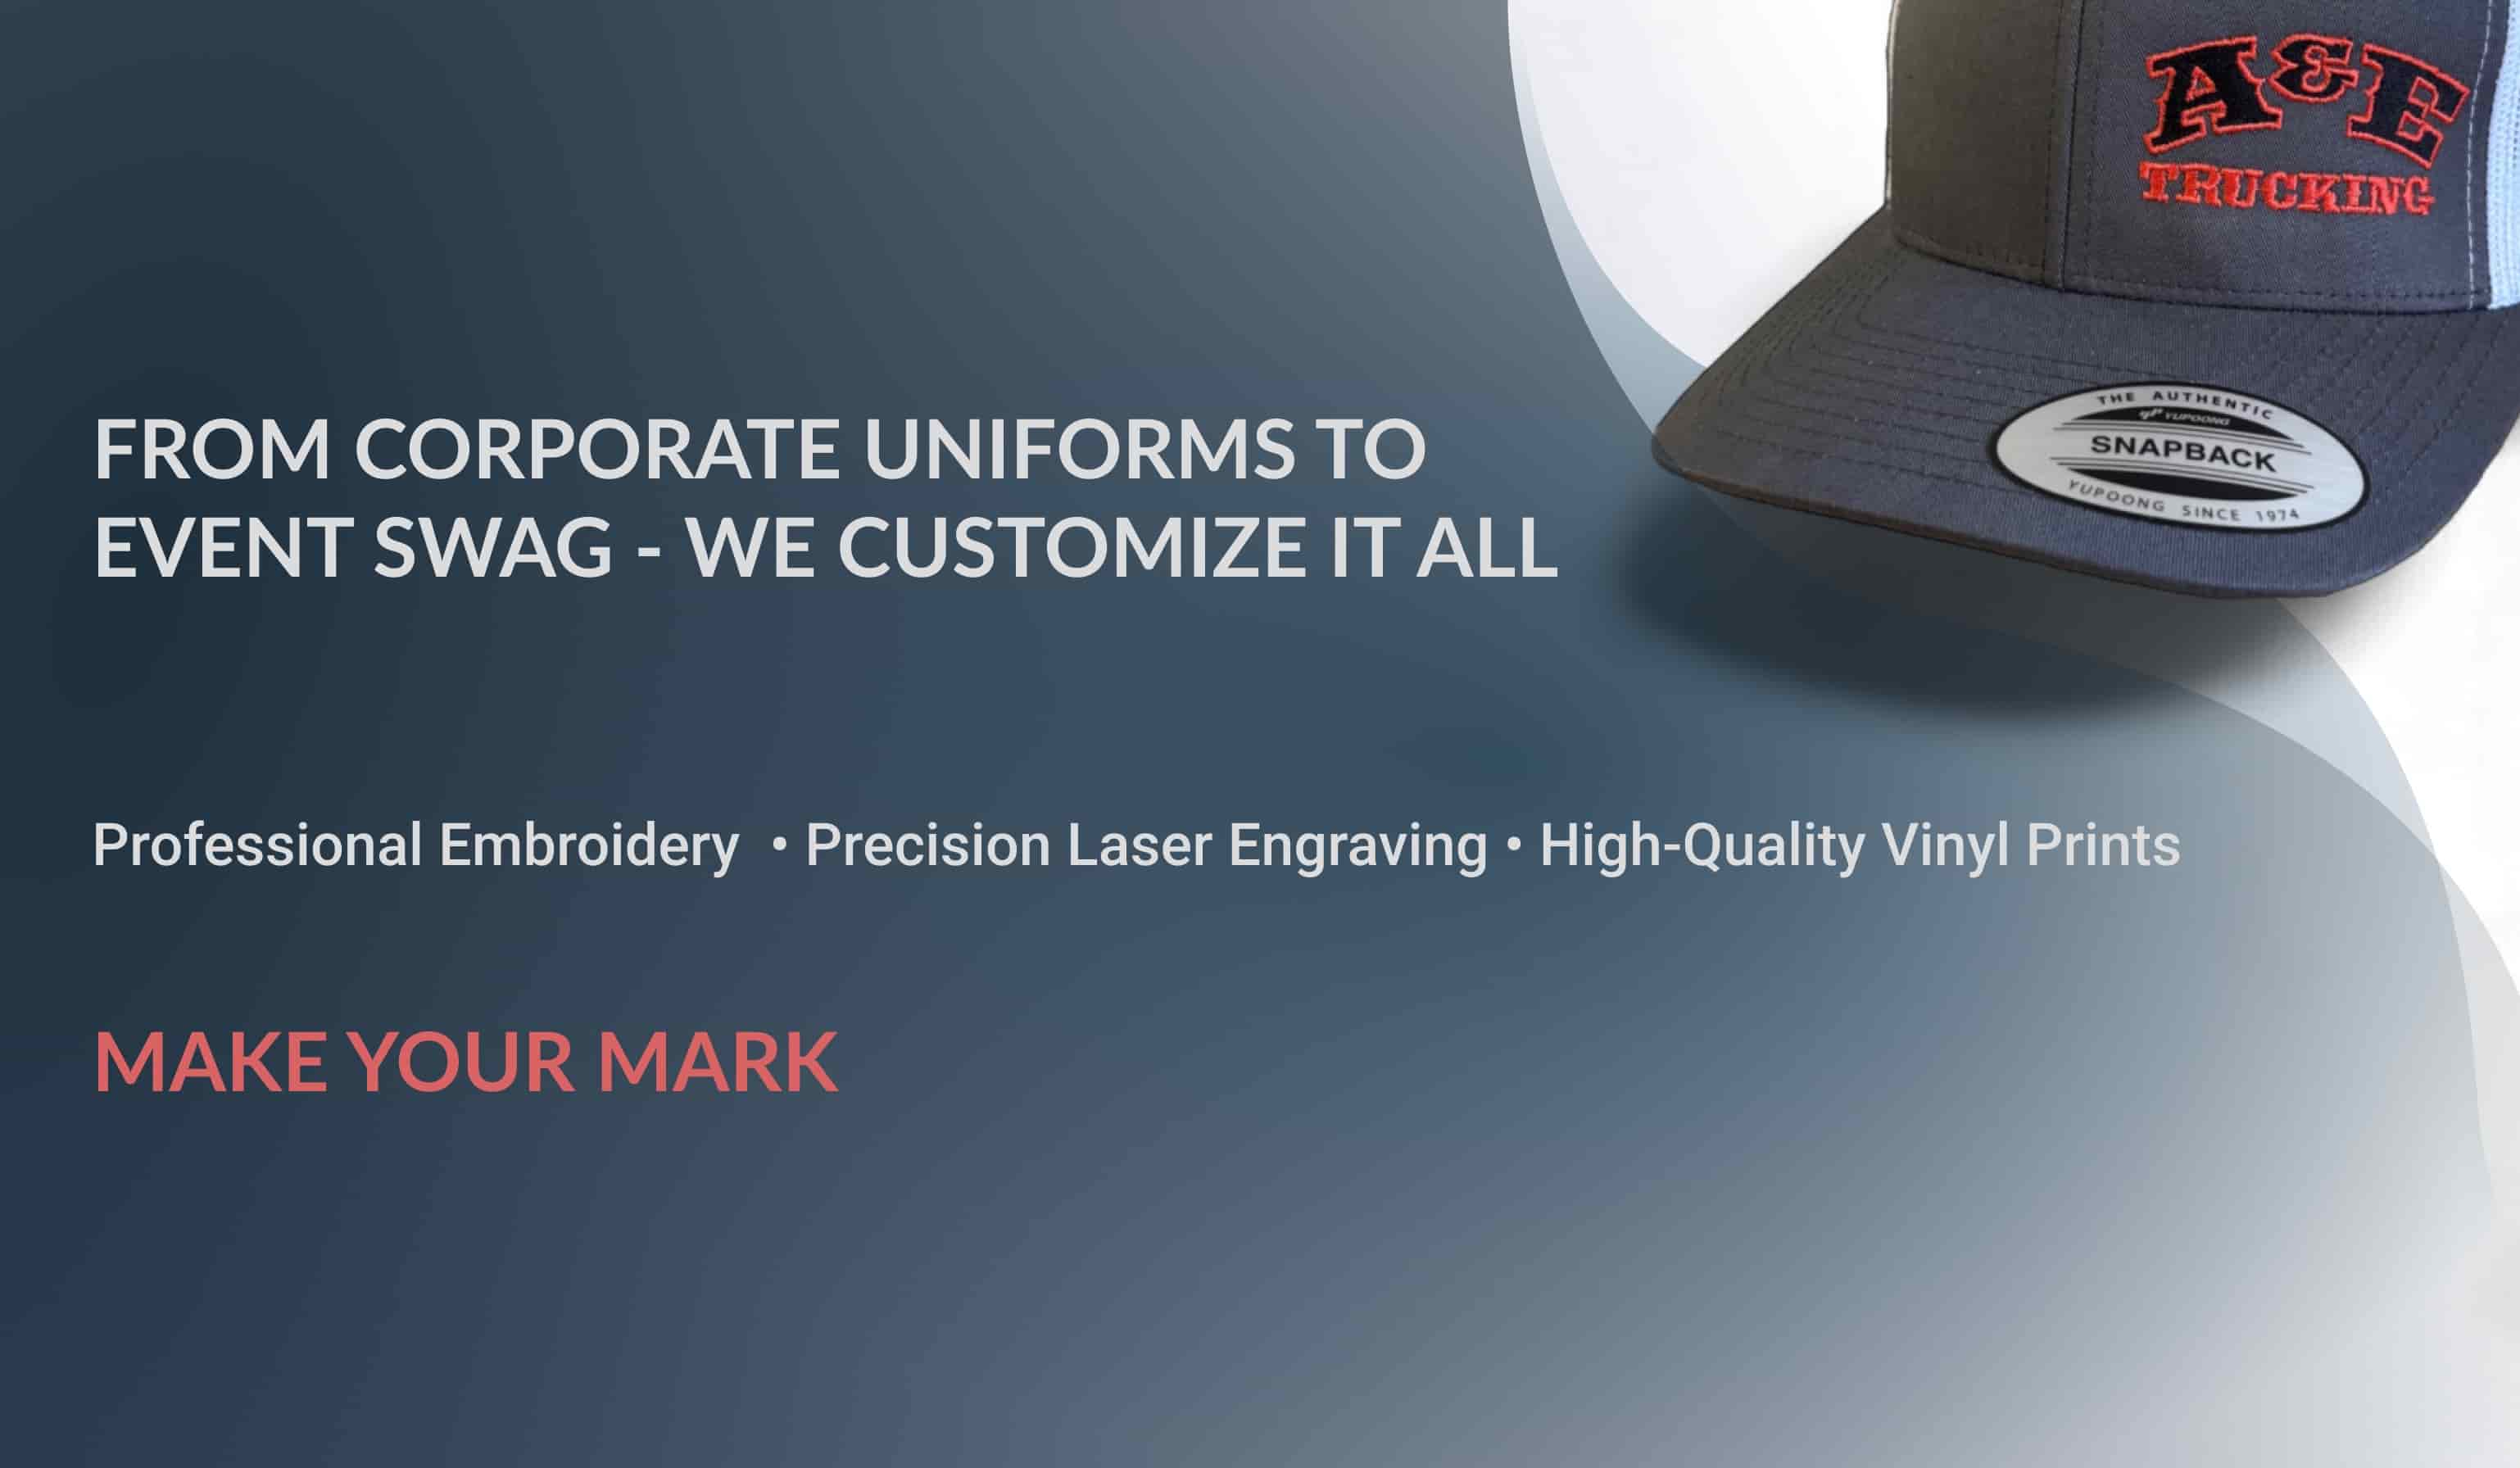 A&E
TRUCKING
THE AUTHENTIC
YUPOONG
SNAPBACK
YUPOONG SINCE 1974
FROM CORPORATE UNIFORMS TO
EVENT SWAG - WE CUSTOMIZE IT ALL
Professional Embroidery • Precision Laser Engraving • High-Quality Vinyl Prints
MAKE YOUR MARK